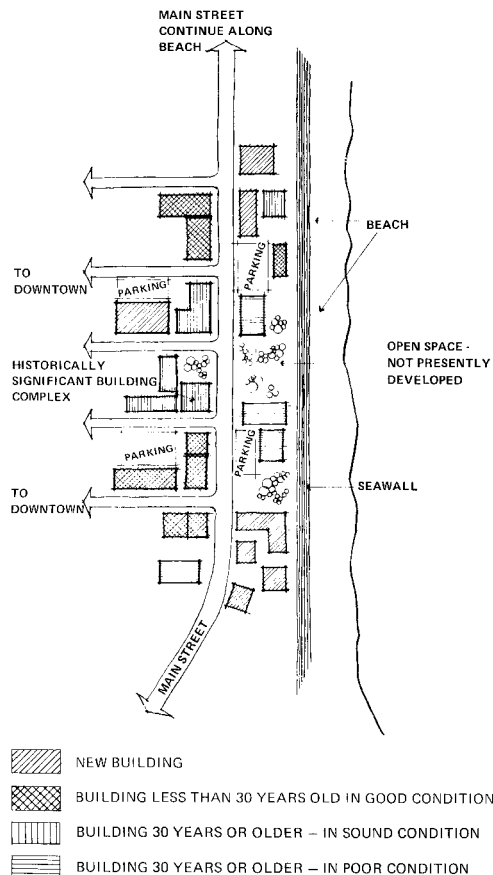 MAIN STREET
CONTINUE ALONG
BEACH
BEACH
PARKING
TO
DOWNTOWN
PARKING
OPEN SPACE -
NOT PRESENTLY
DEVELOPED
HISTORICALLY
SIGNIFICANT BUILDING
COMPLEX
PARKING
PARKING
TO
DOWNTOWN
SEAWALL
MAIN STREET
NEW BUILDING
BUILDING LESS THAN 30 YEARS OLD IN GOOD CONDITION
BUILDING 30 YEARS OR OLDER – IN SOUND CONDITION
BUILDING 30 YEARS OR OLDER – IN POOR CONDITION